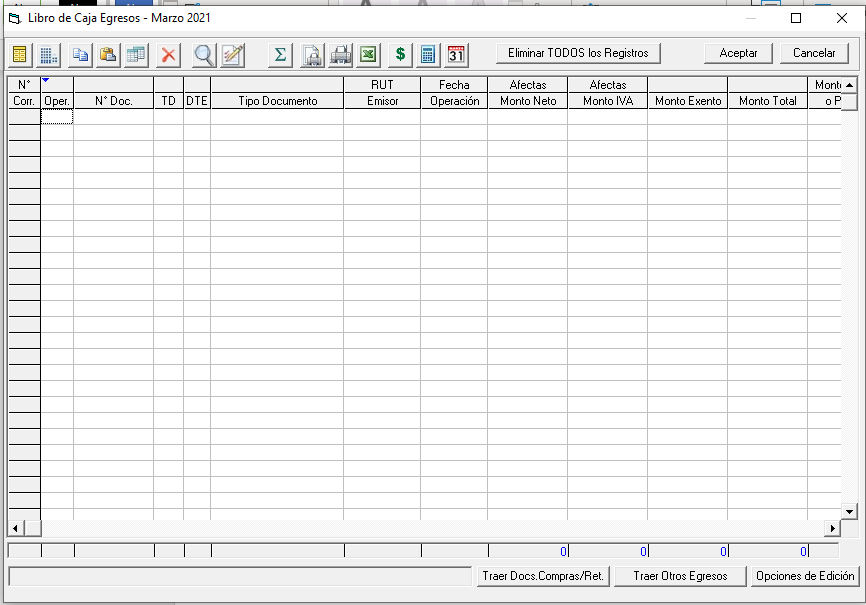 Libro de Caja Egresos - Marzo 2021
Σ
$
31
Eliminar TODOS los Registros
Aceptar
Cancelar
N° RUT Fecha Afectas Afectas Monto
Corr. Oper. N° Doc. TD DTE Tipo Documento Emisor Operación Monto Neto Monto IVA Monto Exento Monto Total o P
0 0 0 0
Traer Docs.Compras/Ret. Traer Otros Egresos Opciones de Edición